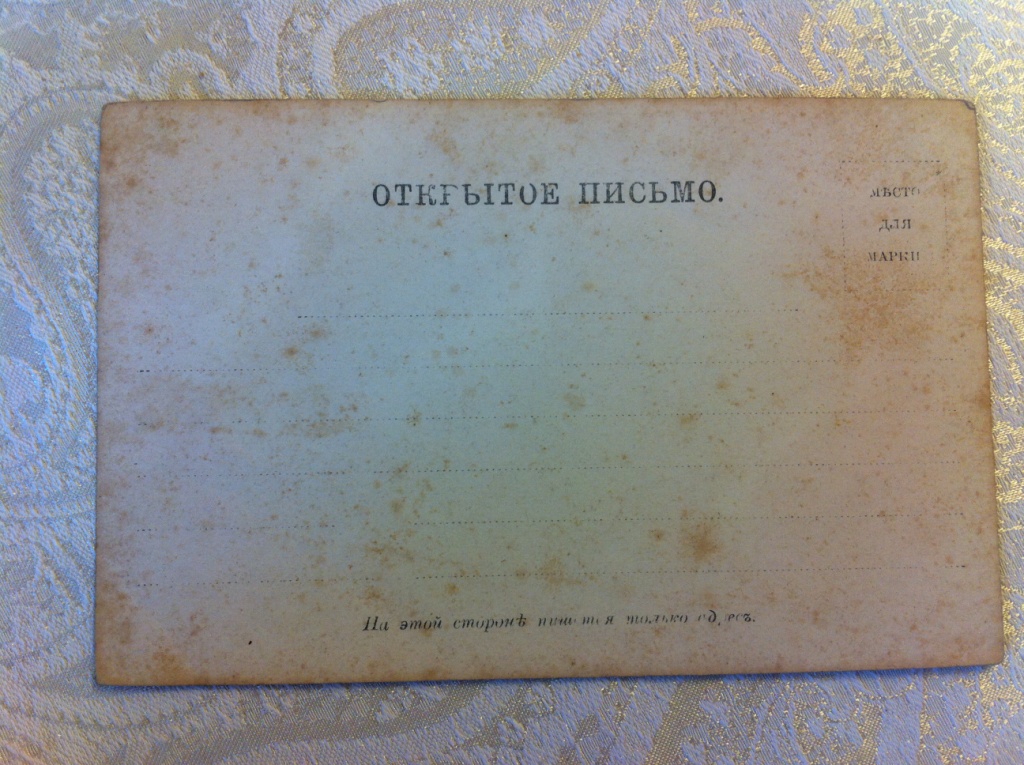 ОТКРЫТОЕ ПИСЬМО.
МѢСТО
ДЛЯ
МАРКИ
На этой сторонѣ пишется только адресъ.